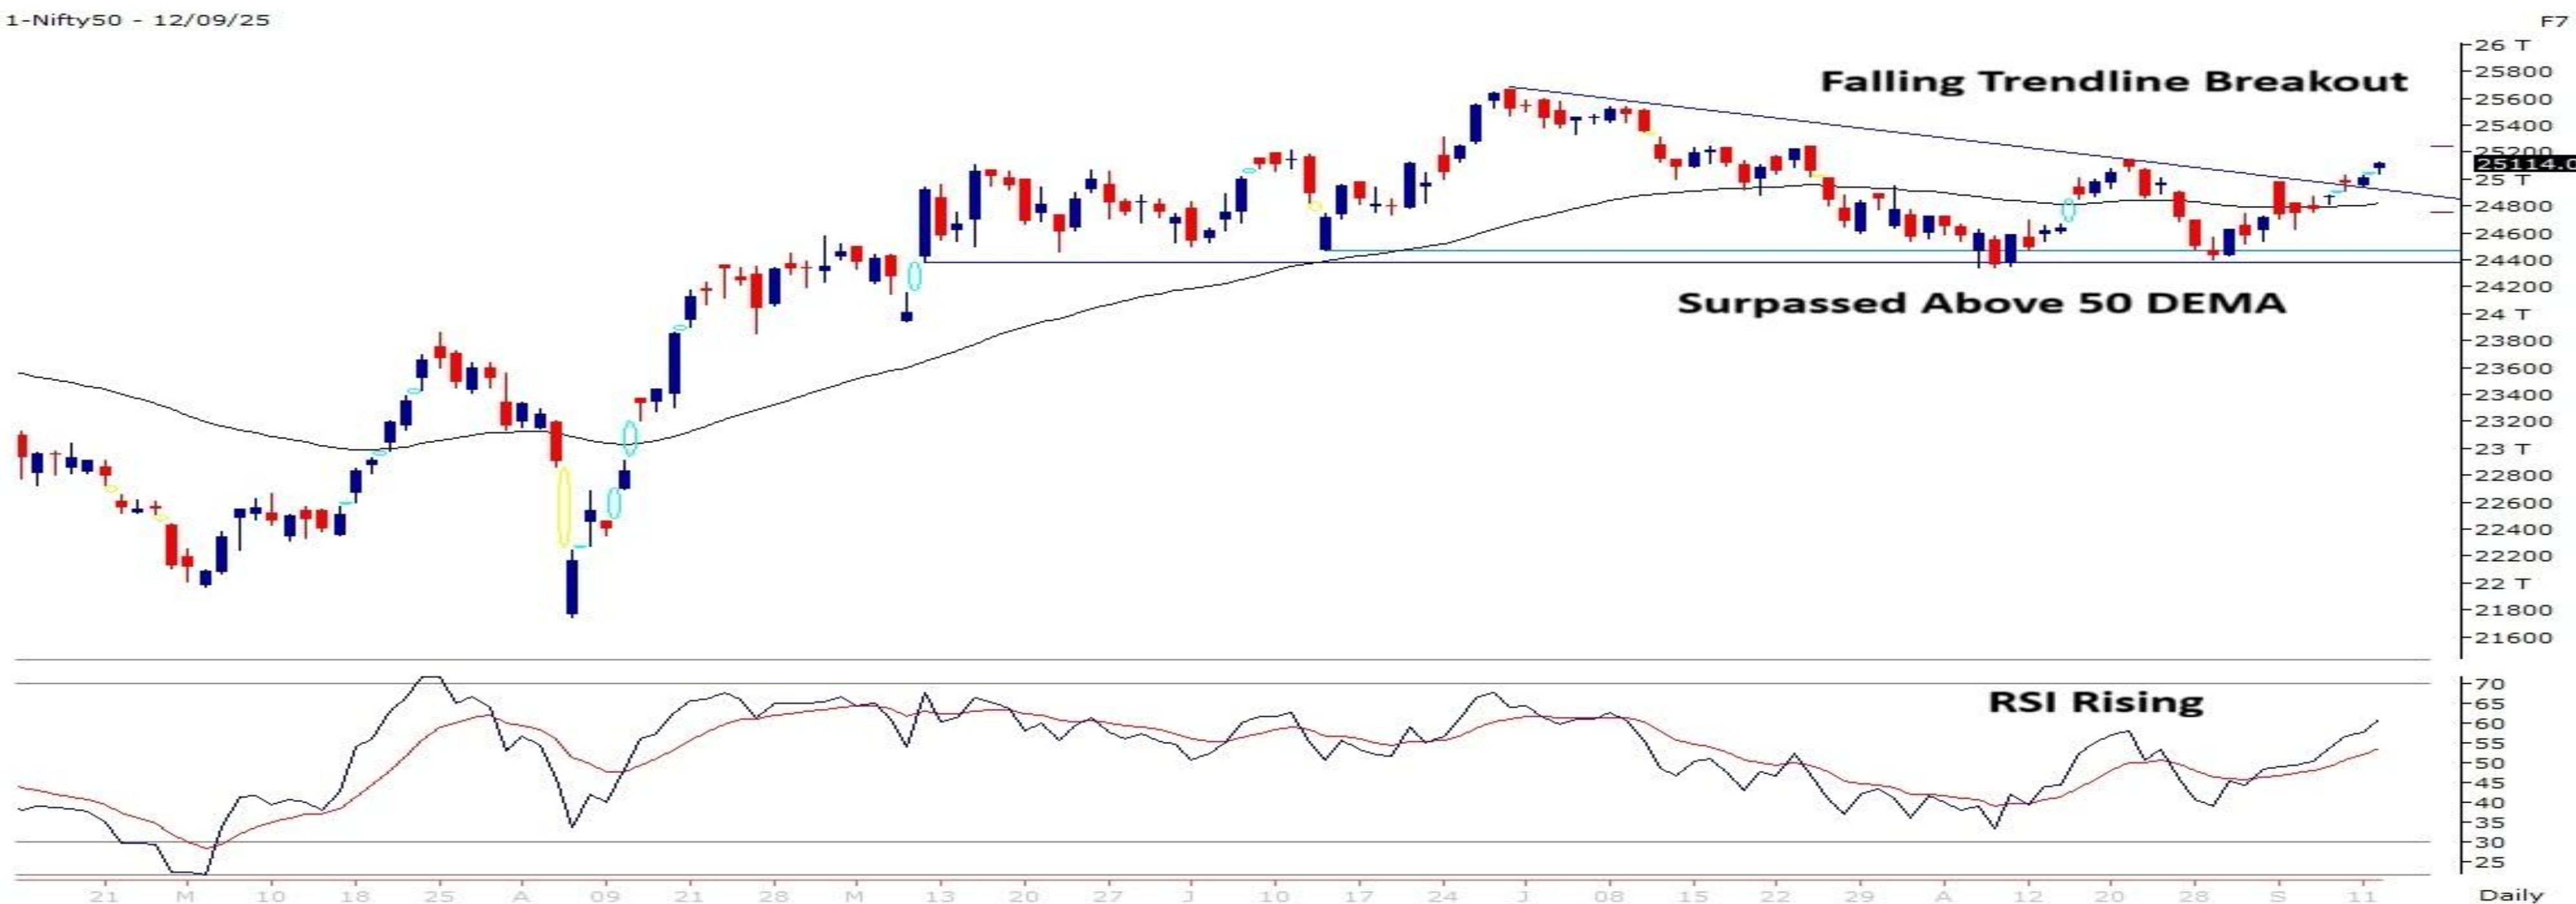 1-Nifty50 - 12/09/25
F7
26 T
Falling Trendline Breakout
25800
25600
25400
25200
25114.0
25 T
24800
24600
24400
Surpassed Above 50 DEMA
24200
24 T
23800
23600
23400
23200
23 T
22800
22600
22400
22200
22 T
21800
21600
RSI Rising
70
65
60
55
50
45
40
35
30
25
21 M 10 18 25 A 09 21 28 M 13 20 27 J 10 17 24 J 08 15 22 29 A 12 20 28 S 11
Daily